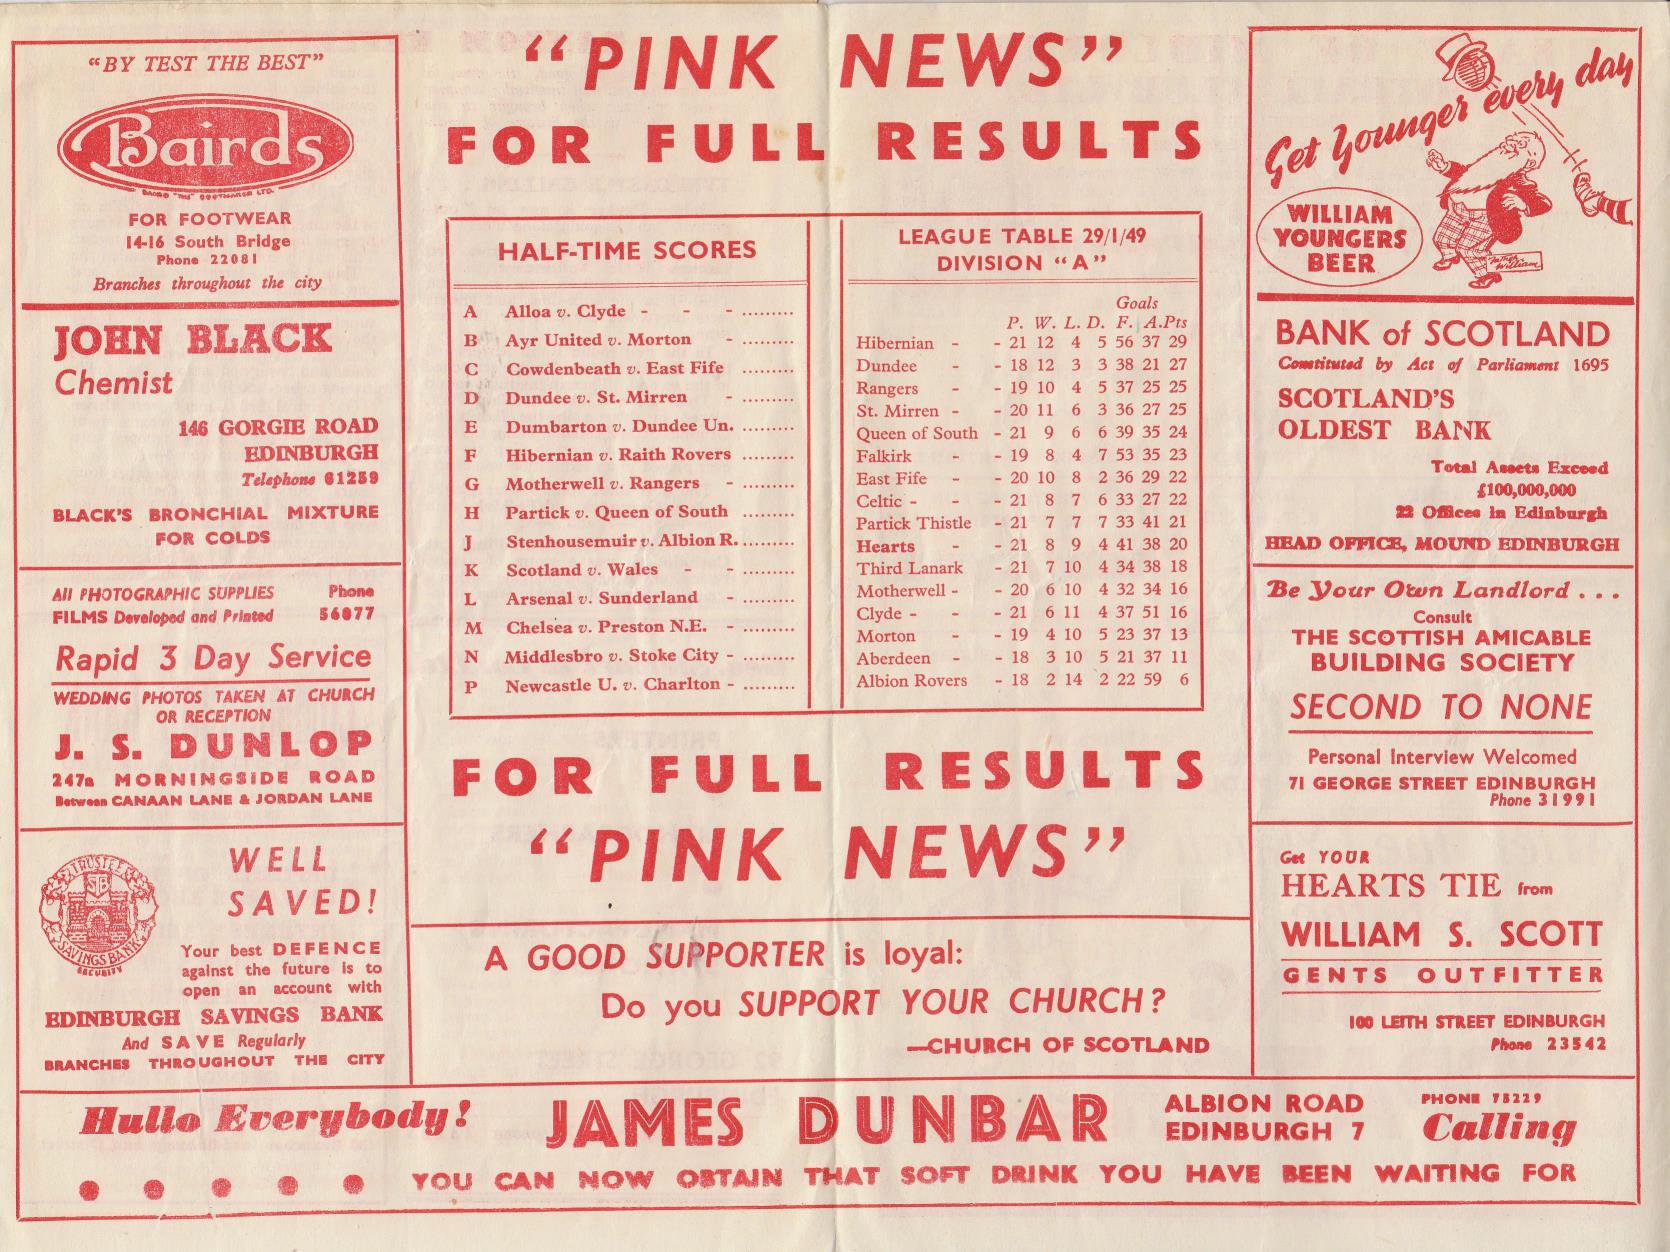 "BY TEST THE BEST"
Bairds
FOR FOOTWEAR
14-16 South Bridge
Phone 22081
Branches throughout the city
JOHN BLACK
Chemist
146 GORGIE ROAD
EDINBURGH
Telephone 61259
BLACK'S BRONCHIAL MIXTURE
FOR COLDS
All PHOTOGRAPHIC SUPPLIES Phone
FILMS Developed and Printed 56077
Rapid 3 Day Service
WEDDING PHOTOS TAKEN AT CHURCH
OR RECEPTION
J. S. DUNLOP
247a MORNINGSIDE ROAD
Between CANAAN LANE & JORDAN LANE
TRUSTEE
STB
SAVINGS BANK
SECURITY
WELL
SAVED!
Your best DEFENCE
against the future is to
open an account with
EDINBURGH SAVINGS BANK
And SAVE Regularly
BRANCHES THROUGHOUT THE CITY
"PINK NEWS"
FOR FULL RESULTS
HALF-TIME SCORES
A Alloa v. Clyde - - - .........
B Ayr United v. Morton - .........
C Cowdenbeath v. East Fife .........
D Dundee v. St. Mirren - .........
E Dumbarton v. Dundee Un. .........
F Hibernian v. Raith Rovers .........
G Motherwell v. Rangers - .........
H Partick v. Queen of South .........
J Stenhousemuir v. Albion R. .........
K Scotland v. Wales - - .........
L Arsenal v. Sunderland - .........
M Chelsea v. Preston N.E. - .........
N Middlesbro v. Stoke City - .........
P Newcastle U. v. Charlton - .........
LEAGUE TABLE 29/1/49
DIVISION "A"
Goals
P. W. L. D. F. A. Pts
Hibernian - - 21 12 4 5 56 37 29
Dundee - - 18 12 3 3 38 21 27
Rangers - - 19 10 4 5 37 25 25
St. Mirren - - 20 11 6 3 36 27 25
Queen of South - 21 9 6 6 39 35 24
Falkirk - - 19 8 4 7 53 35 23
East Fife - - 20 10 8 2 36 29 22
Celtic - - - 21 8 7 6 33 27 22
Partick Thistle - 21 7 7 7 33 41 21
Hearts - - 21 8 9 4 41 38 20
Third Lanark - 21 7 10 4 34 38 18
Motherwell - - 20 6 10 4 32 34 16
Clyde - - - 21 6 11 4 37 51 16
Morton - - 19 4 10 5 23 37 13
Aberdeen - - 18 3 10 5 21 37 11
Albion Rovers - 18 2 14 2 22 59 6
FOR FULL RESULTS
"PINK NEWS"
A GOOD SUPPORTER is loyal:
Do you SUPPORT YOUR CHURCH?
—CHURCH OF SCOTLAND
Get Younger every day
WILLIAM
YOUNGERS
BEER
Father
William
BANK of SCOTLAND
Constituted by Act of Parliament 1695
SCOTLAND'S
OLDEST BANK
Total Assets Exceed
£100,000,000
22 Offices in Edinburgh
HEAD OFFICE, MOUND EDINBURGH
Be Your Own Landlord . . .
Consult
THE SCOTTISH AMICABLE
BUILDING SOCIETY
SECOND TO NONE
Personal Interview Welcomed
71 GEORGE STREET EDINBURGH
Phone 31991
Get YOUR
HEARTS TIE from
WILLIAM S. SCOTT
GENTS OUTFITTER
100 LEITH STREET EDINBURGH
Phone 23542
Hullo Everybody! JAMES DUNBAR ALBION ROAD PHONE 75229
EDINBURGH 7 Calling
YOU CAN NOW OBTAIN THAT SOFT DRINK YOU HAVE BEEN WAITING FOR